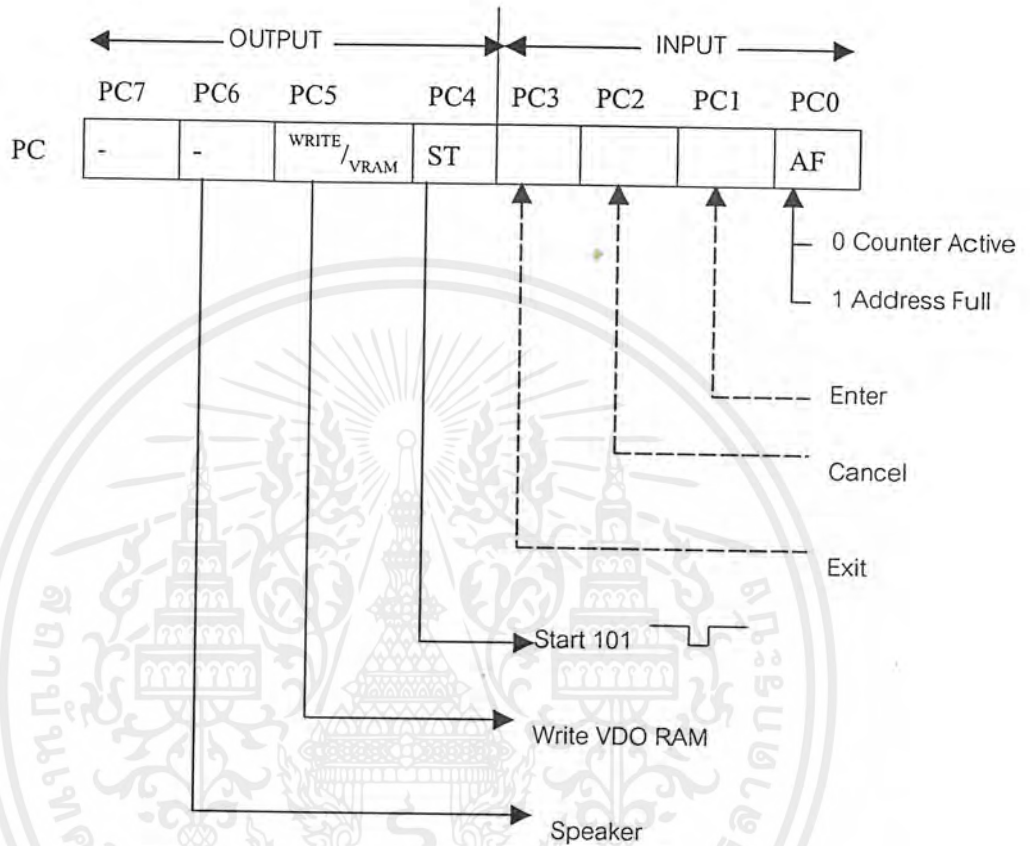 OUTPUT INPUT
PC7 PC6 PC5 PC4 PC3 PC2 PC1 PC0
PC - - WRITE/VRAM ST AF
0 Counter Active
1 Address Full
Enter
Cancel
Exit
Start 101
Write VDO RAM
Speaker